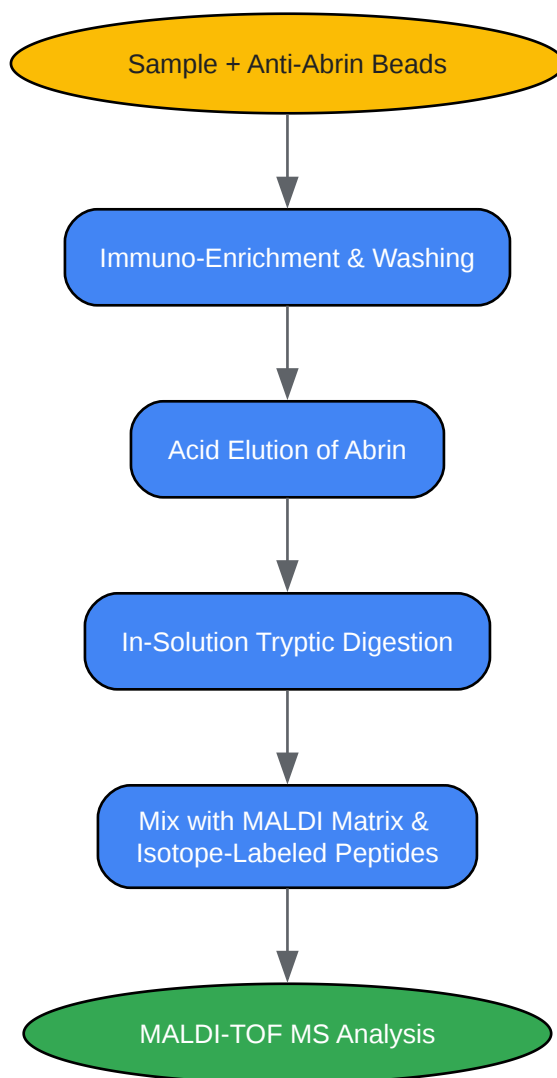 Sample + Anti-Abrin Beads
Immuno-Enrichment & Washing
Acid Elution of Abrin
In-Solution Tryptic Digestion
Mix with MALDI Matrix &
Isotope-Labeled Peptides
MALDI-TOF MS Analysis